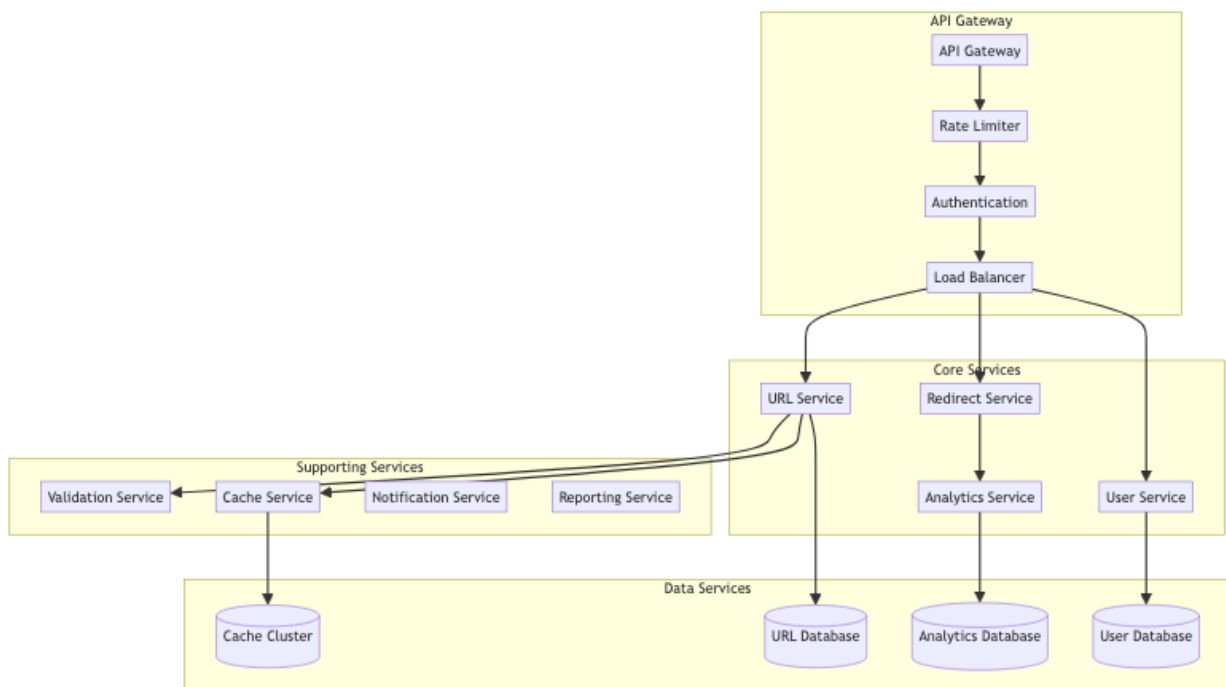 API Gateway
API Gateway
Rate Limiter
Authentication
Load Balancer
Core Services
URL Service
Redirect Service
Supporting Services
Validation Service
Cache Service
Notification Service
Reporting Service
Analytics Service
User Service
Data Services
Cache Cluster
URL Database
Analytics Database
User Database